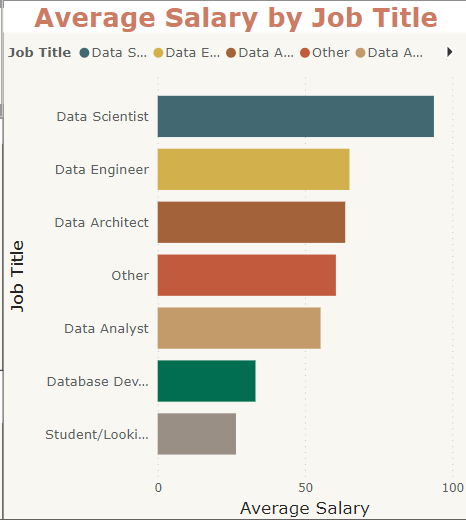 Average Salary by Job Title
Job Title Data S... Data E... Data A... Other Data A...
Data Scientist
Data Engineer
Data Architect
Other
Data Analyst
Database Dev...
Student/Looki...
Job Title
0 50 100
Average Salary